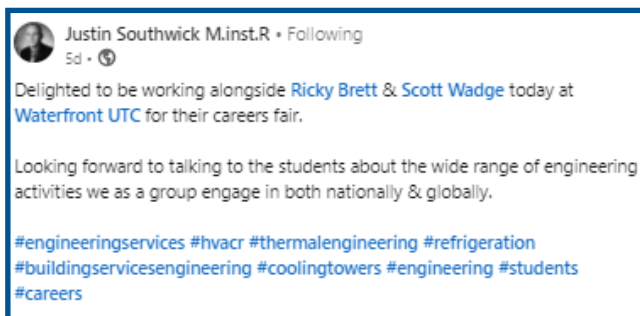 Justin Southwick M.inst.R • Following
5d •
Delighted to be working alongside Ricky Brett & Scott Wadge today at
Waterfront UTC for their careers fair.
Looking forward to talking to the students about the wide range of engineering
activities we as a group engage in both nationally & globally.
#engineeringservices #hvacr #thermalengineering #refrigeration
#buildingservicesengineering #coolingtowers #engineering #students
#careers